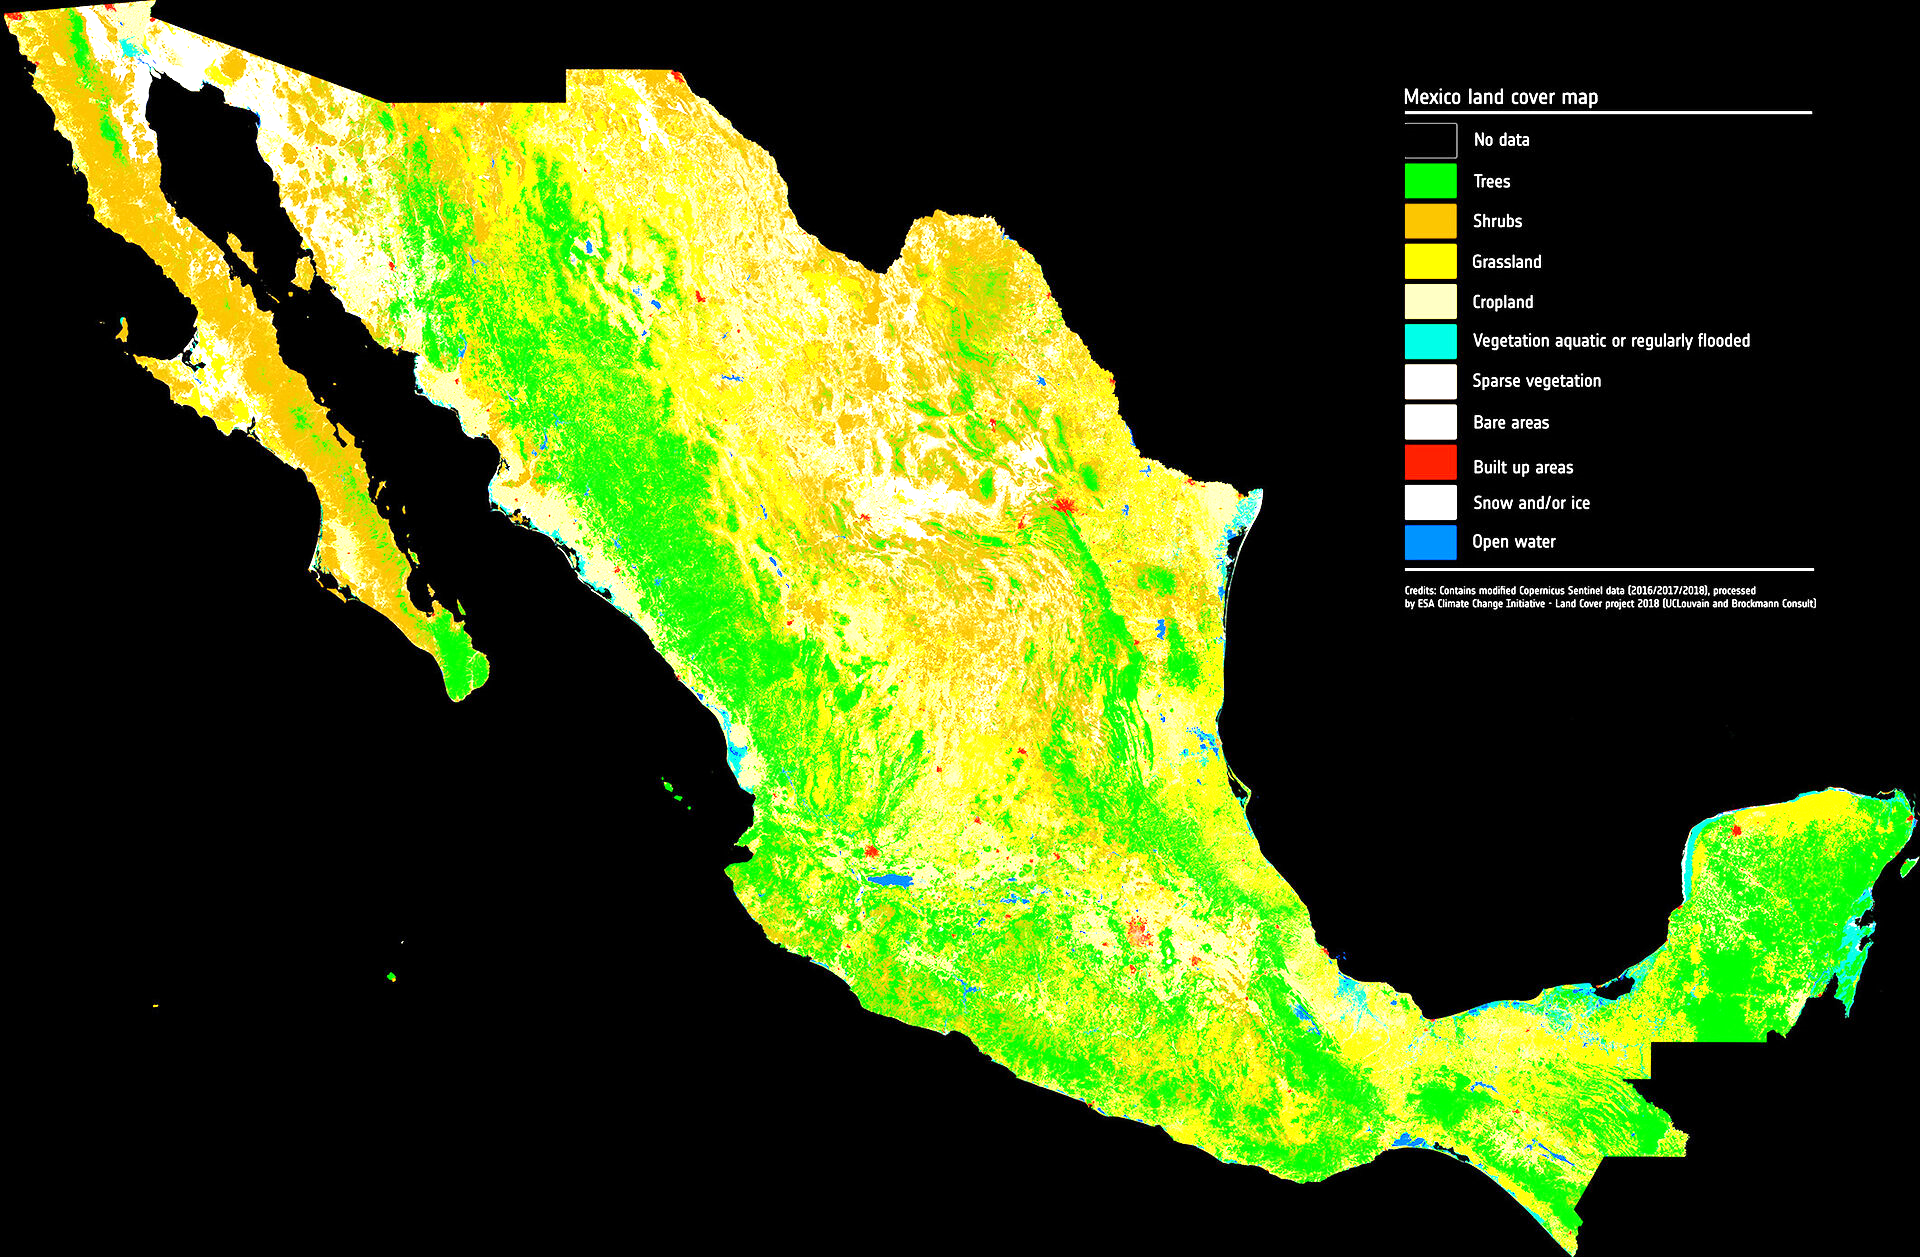 Mexico land cover map
No data
Trees
Shrubs
Grassland
Cropland
Vegetation aquatic or regularly flooded
Sparse vegetation
Bare areas
Built up areas
Snow and/or ice
Open water
Credits: Contains modified Copernicus Sentinel data (2016/2017/2018), processed
by ESA Climate Change Initiative - Land Cover project 2018 (UCLouvain and Brockmann Consult)